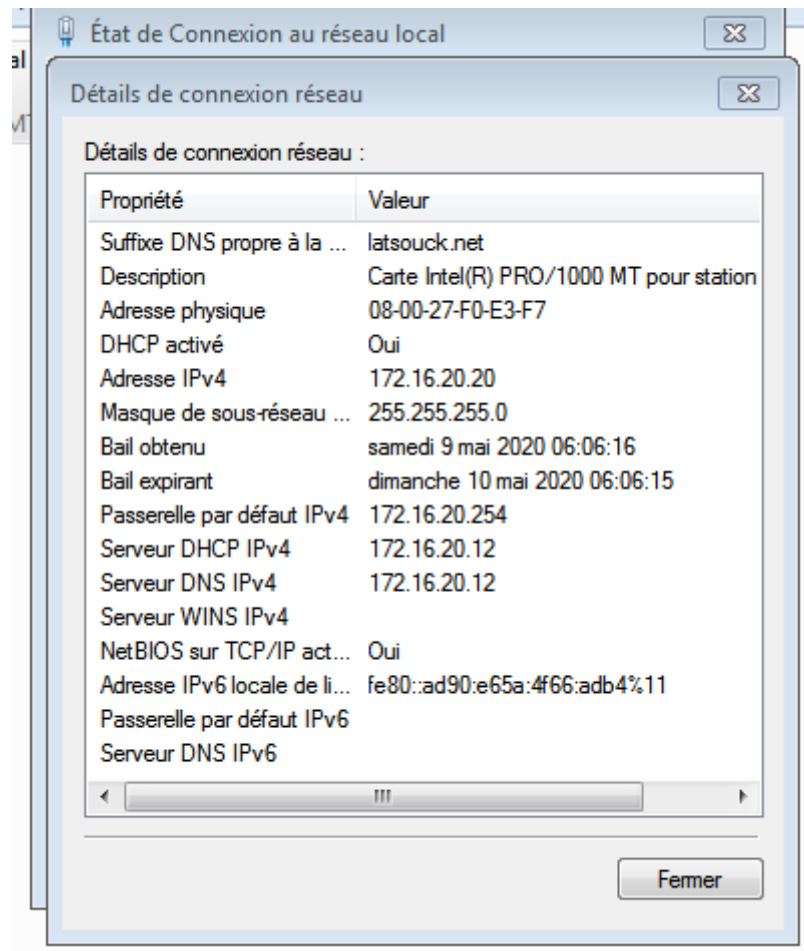 État de Connexion au réseau local
al
Détails de connexion réseau
Détails de connexion réseau :
Propriété Valeur
Suffixe DNS propre à la ... latsouck.net
Description Carte Intel(R) PRO/1000 MT pour station
Adresse physique 08-00-27-F0-E3-F7
DHCP activé Oui
Adresse IPv4 172.16.20.20
Masque de sous-réseau ... 255.255.255.0
Bail obtenu samedi 9 mai 2020 06:06:16
Bail expirant dimanche 10 mai 2020 06:06:15
Passerelle par défaut IPv4 172.16.20.254
Serveur DHCP IPv4 172.16.20.12
Serveur DNS IPv4 172.16.20.12
Serveur WINS IPv4
NetBIOS sur TCP/IP act... Oui
Adresse IPv6 locale de li... fe80::ad90:e65a:4f66:adb4%11
Passerelle par défaut IPv6
Serveur DNS IPv6
Fermer